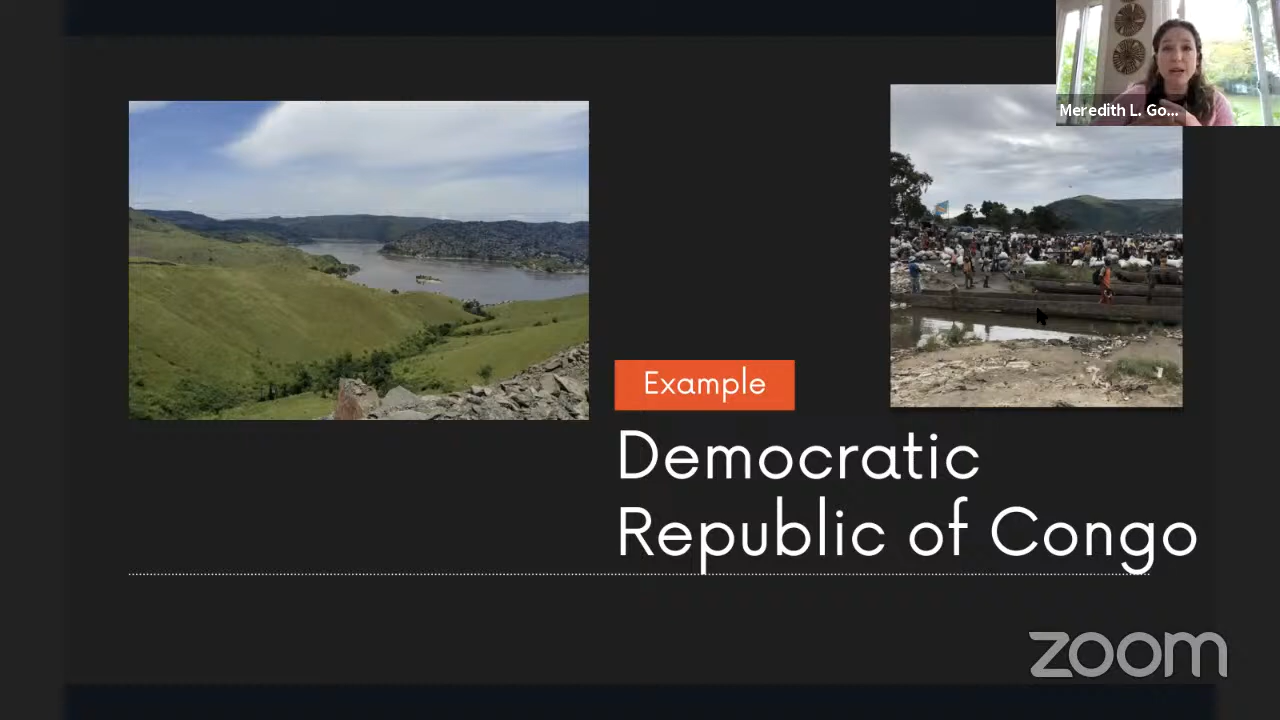 Meredith L. Go...
Example
Democratic
Republic of Congo
zoom